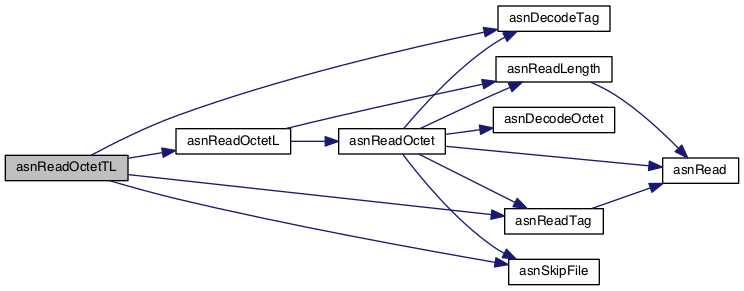 asnDecodeTag
asnReadLength
asnDecodeOctet
asnReadOctetL
asnReadOctet
asnReadOctetTL
asnRead
asnReadTag
asnSkipFile